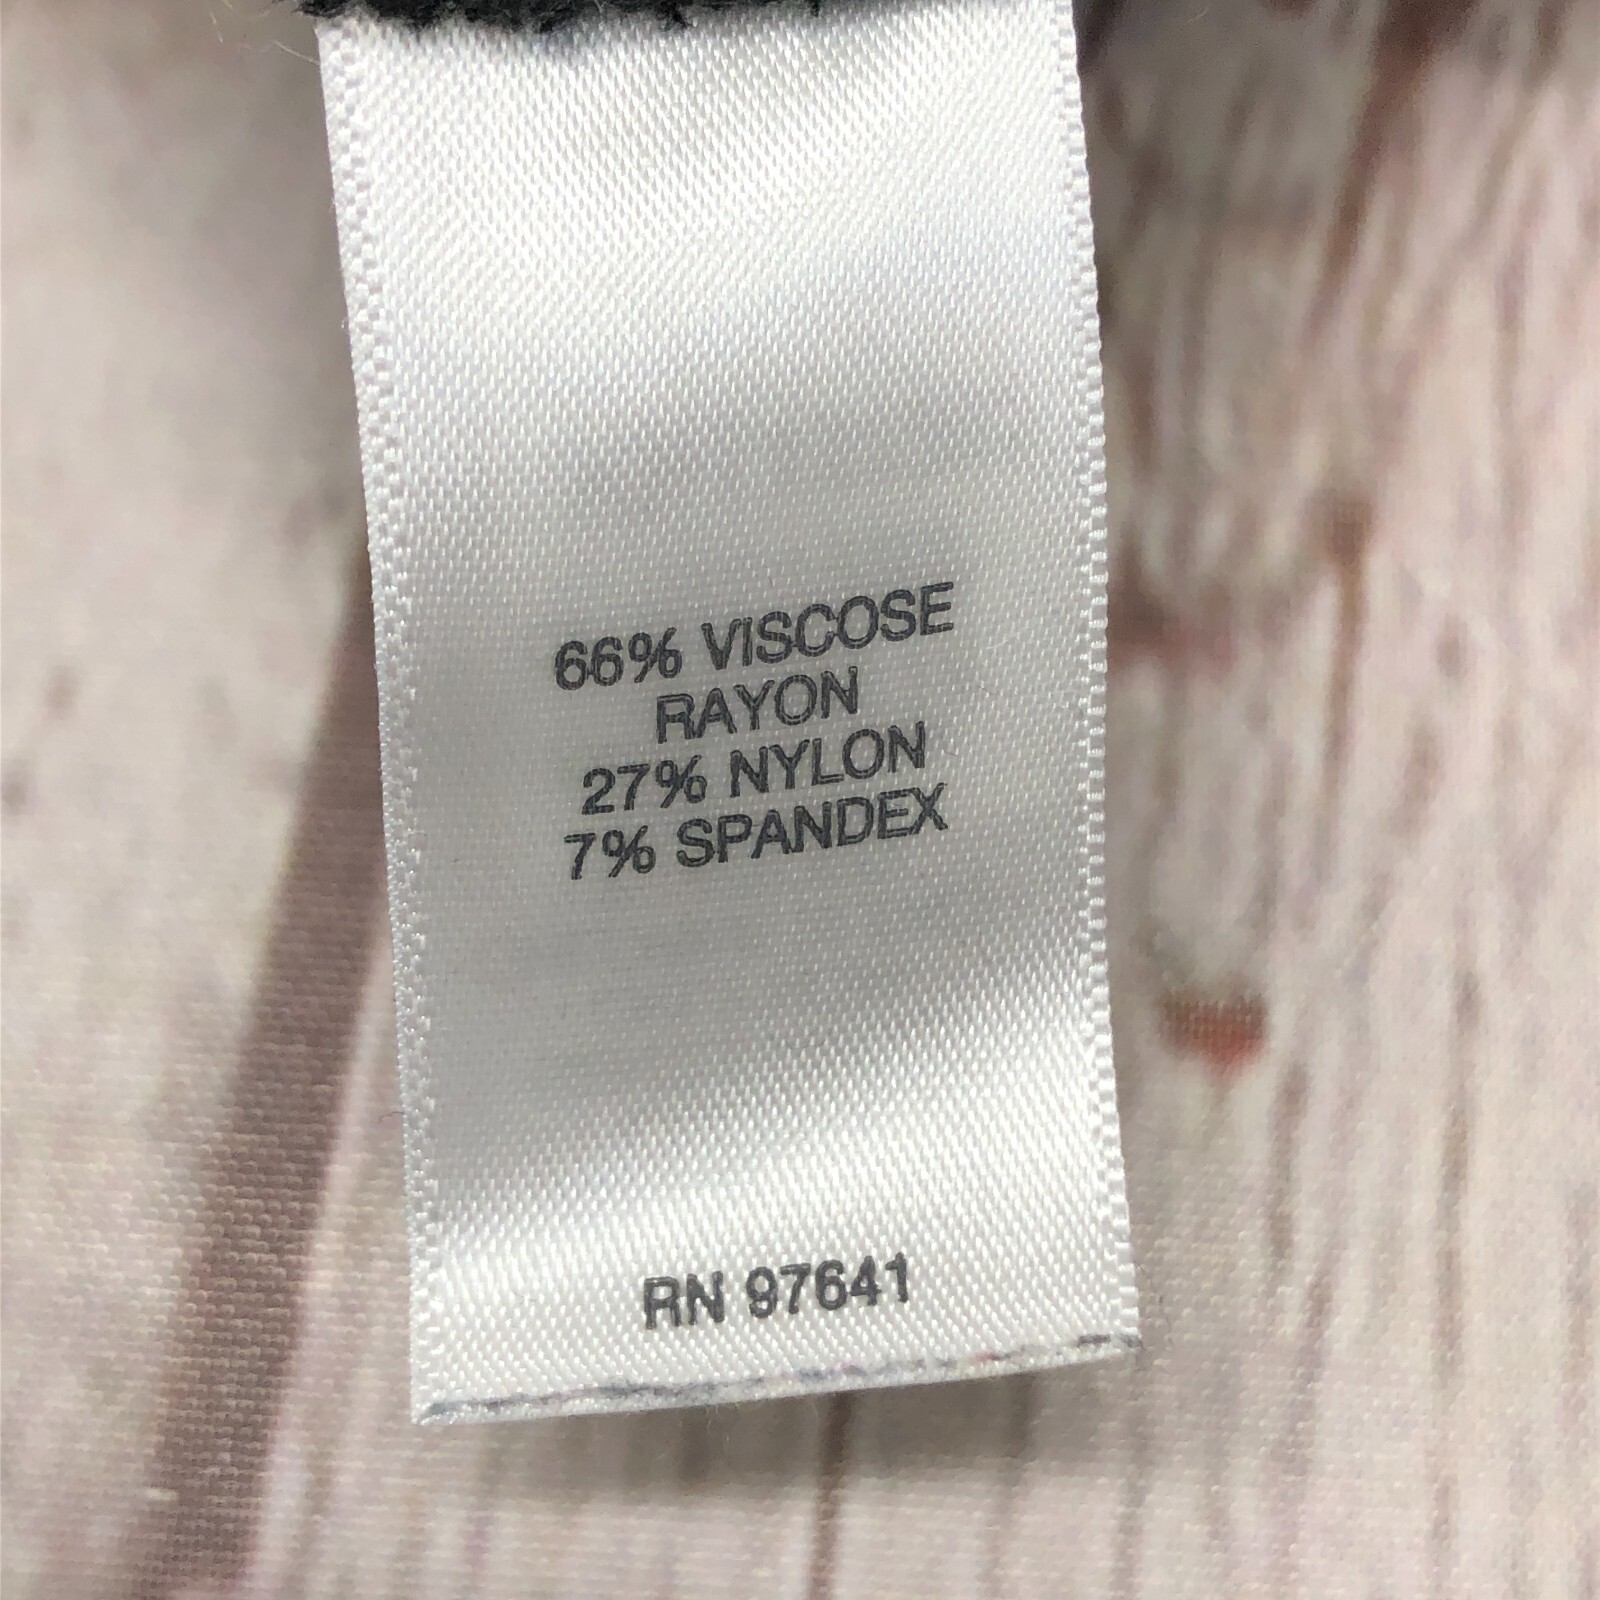 66% VISCOSE
RAYON
27% NYLON
7% SPANDEX
RN 97641